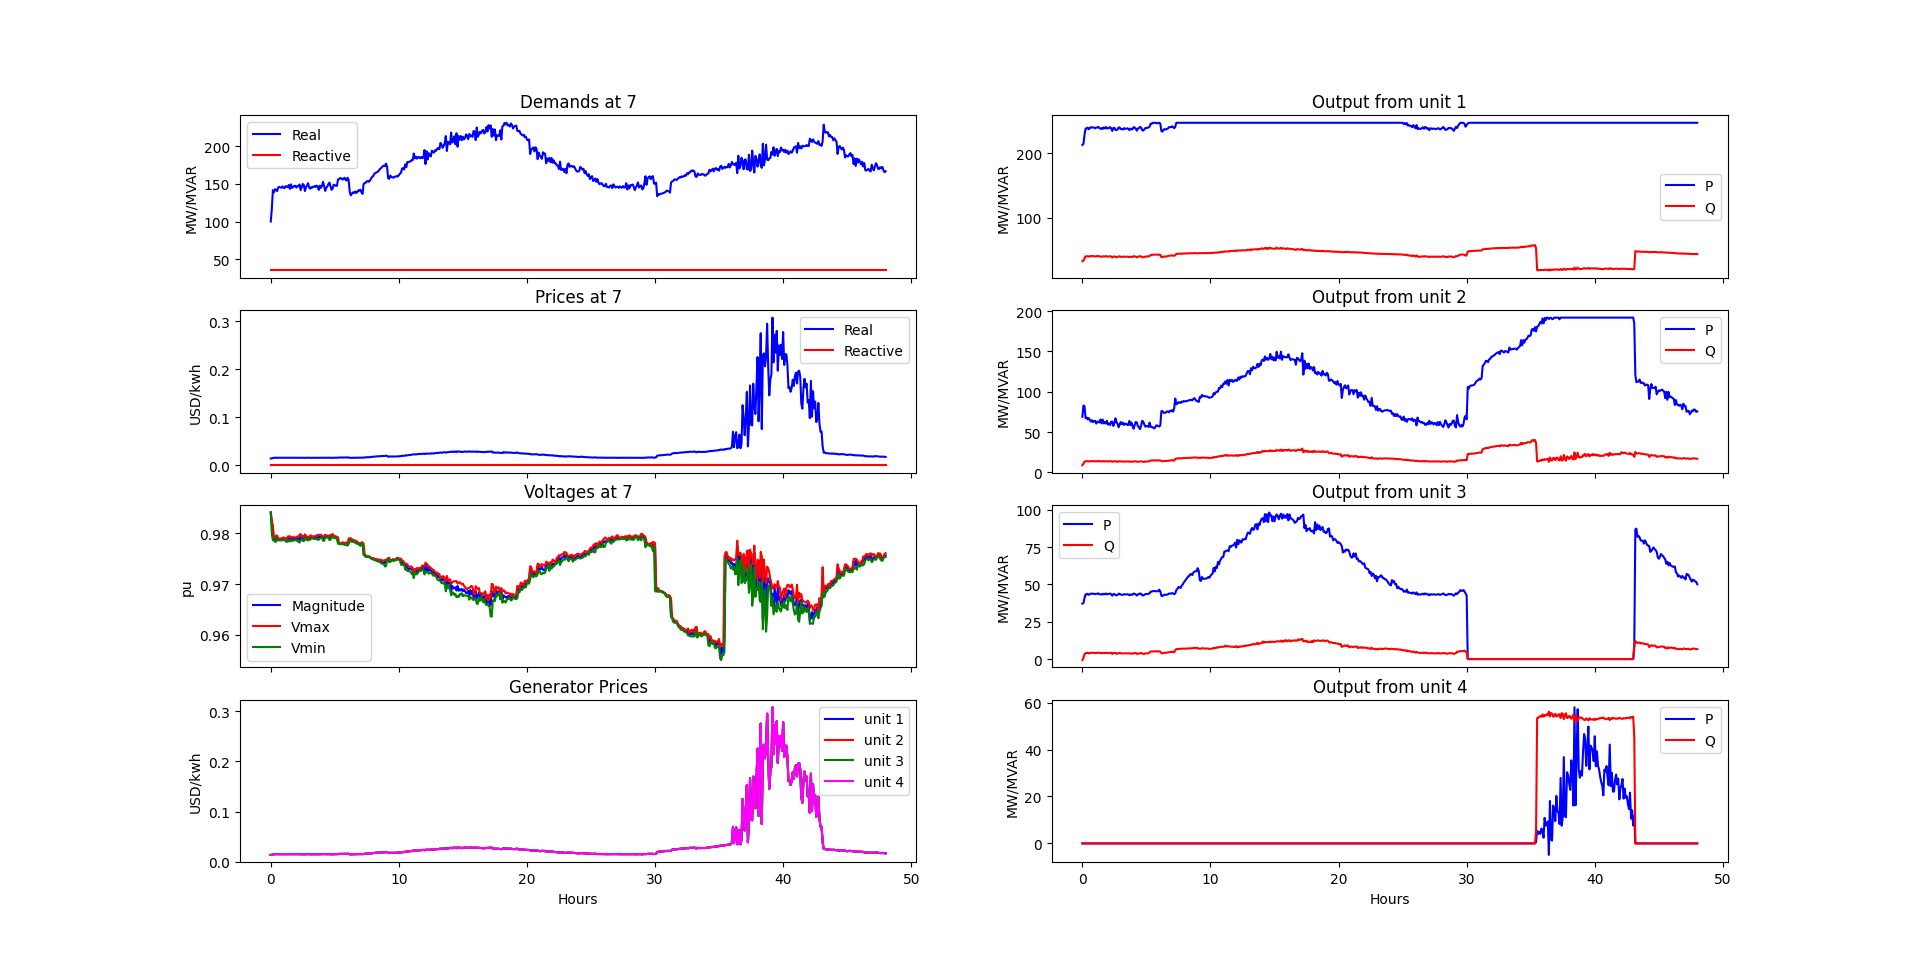 Demands at 7
200
150
100
50
MW/MVAR
Real
Reactive
Prices at 7
0.3
0.2
0.1
0.0
USD/kwh
Real
Reactive
Voltages at 7
0.98
0.97
0.96
pu
Magnitude
Vmax
Vmin
Generator Prices
0.3
0.2
0.1
0.0
USD/kwh
unit 1
unit 2
unit 3
unit 4
0 10 20 30 40 50
Hours
Output from unit 1
200
100
MW/MVAR
P
Q
Output from unit 2
200
150
100
50
0
MW/MVAR
P
Q
Output from unit 3
100
75
50
25
0
MW/MVAR
P
Q
Output from unit 4
60
40
20
0
MW/MVAR
P
Q
0 10 20 30 40 50
Hours